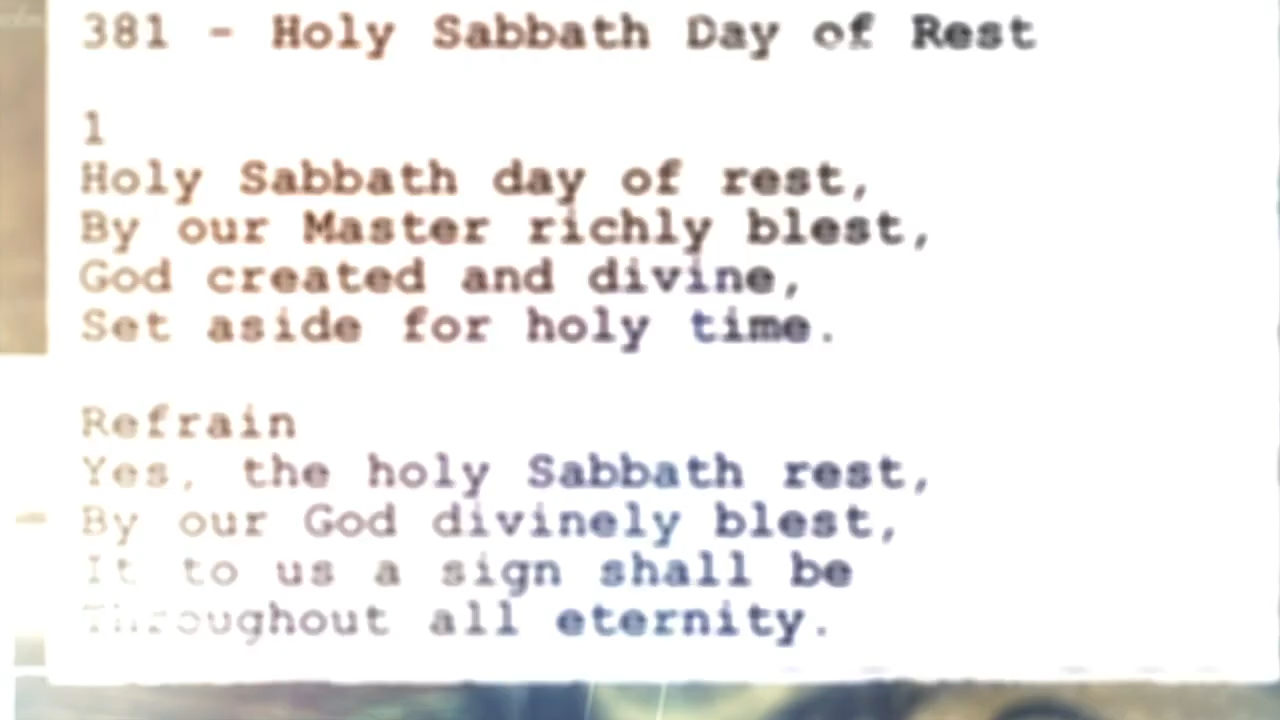 381 - Holy Sabbath Day of Rest
1
Holy Sabbath day of rest,
By our Master richly blest,
God created and divine,
Set aside for holy time.
Refrain
Yes, the holy Sabbath rest,
By our God divinely blest,
It to us a sign shall be
Throughout all eternity.